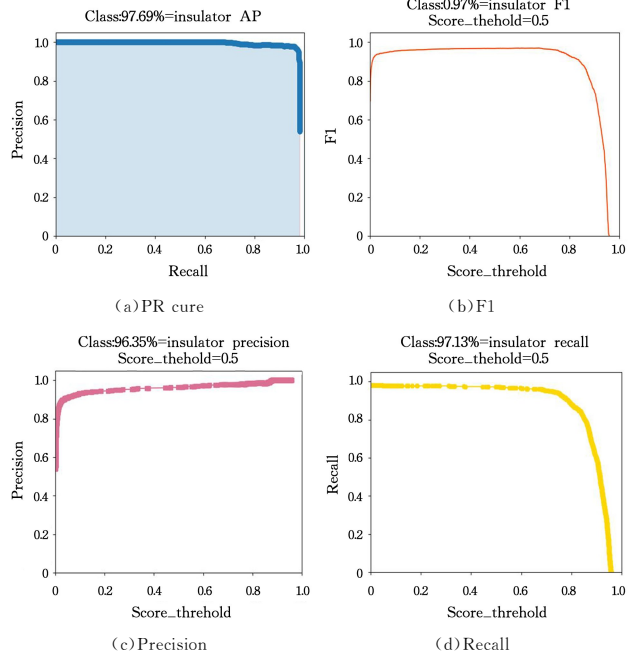 Class:97.69%=insulator AP
1.0
0.8
0.6
0.4
0.2
0
Precision
0 0.2 0.4 0.6 0.8 1.0
Recall
(a)PR cure
Class:0.97%=insulator F1
Score_thehold=0.5
1.0
0.8
0.6
0.4
0.2
0
F1
0 0.2 0.4 0.6 0.8 1.0
Score_threhold
(b)F1
Class:96.35%=insulator precision
Score_thehold=0.5
1.0
0.8
0.6
0.4
0.2
0
Precision
0 0.2 0.4 0.6 0.8 1.0
Score_threhold
(c)Precision
Class:97.13%=insulator recall
Score_thehold=0.5
1.0
0.8
0.6
0.4
0.2
0
Recall
0 0.2 0.4 0.6 0.8 1.0
Score_threhold
(d)Recall